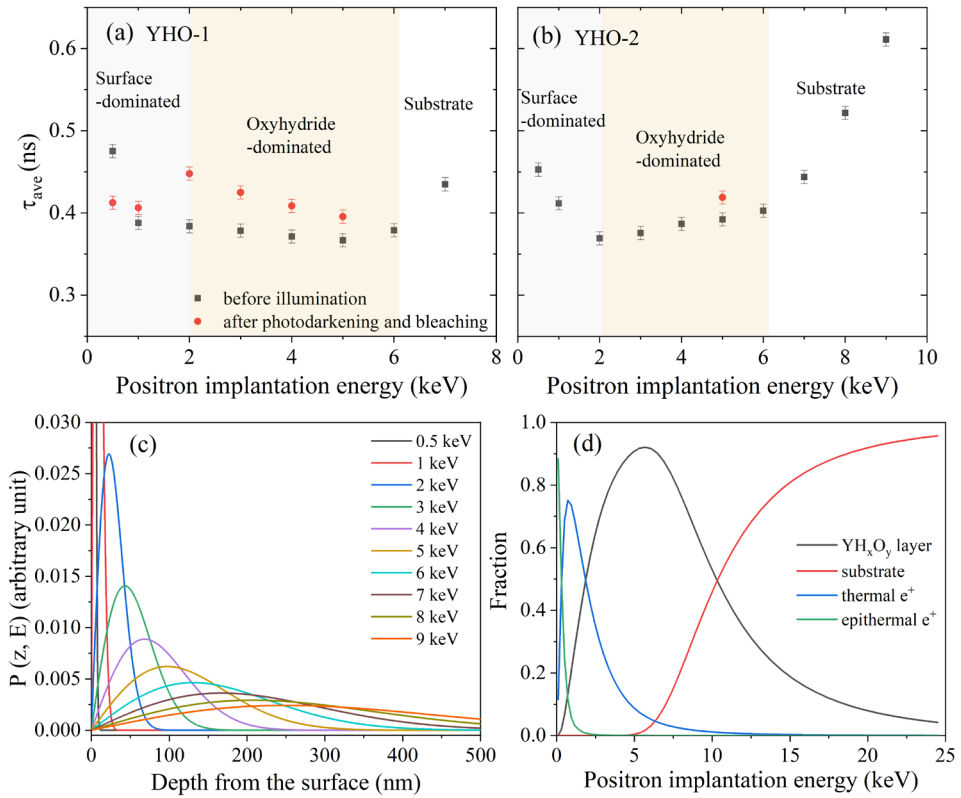 (a) YHO-1
Surface
-dominated
Oxyhydride
-dominated
Substrate
before illumination
after photodarkening and bleaching
τave (ns)
0.6
0.5
0.4
0.3
0 2 4 6 8
Positron implantation energy (keV)
(b) YHO-2
Surface
-dominated
Oxyhydride
-dominated
Substrate
0 2 4 6 8 10
Positron implantation energy (keV)
(c)
P (z, E) (arbitrary unit)
0.030
0.025
0.020
0.015
0.010
0.005
0.000
0.5 keV
1 keV
2 keV
3 keV
4 keV
5 keV
6 keV
7 keV
8 keV
9 keV
0 100 200 300 400 500
Depth from the surface (nm)
(d)
Fraction
1.0
0.8
0.6
0.4
0.2
0.0
YHxOy layer
substrate
thermal e+
epithermal e+
0 5 10 15 20 25
Positron implantation energy (keV)